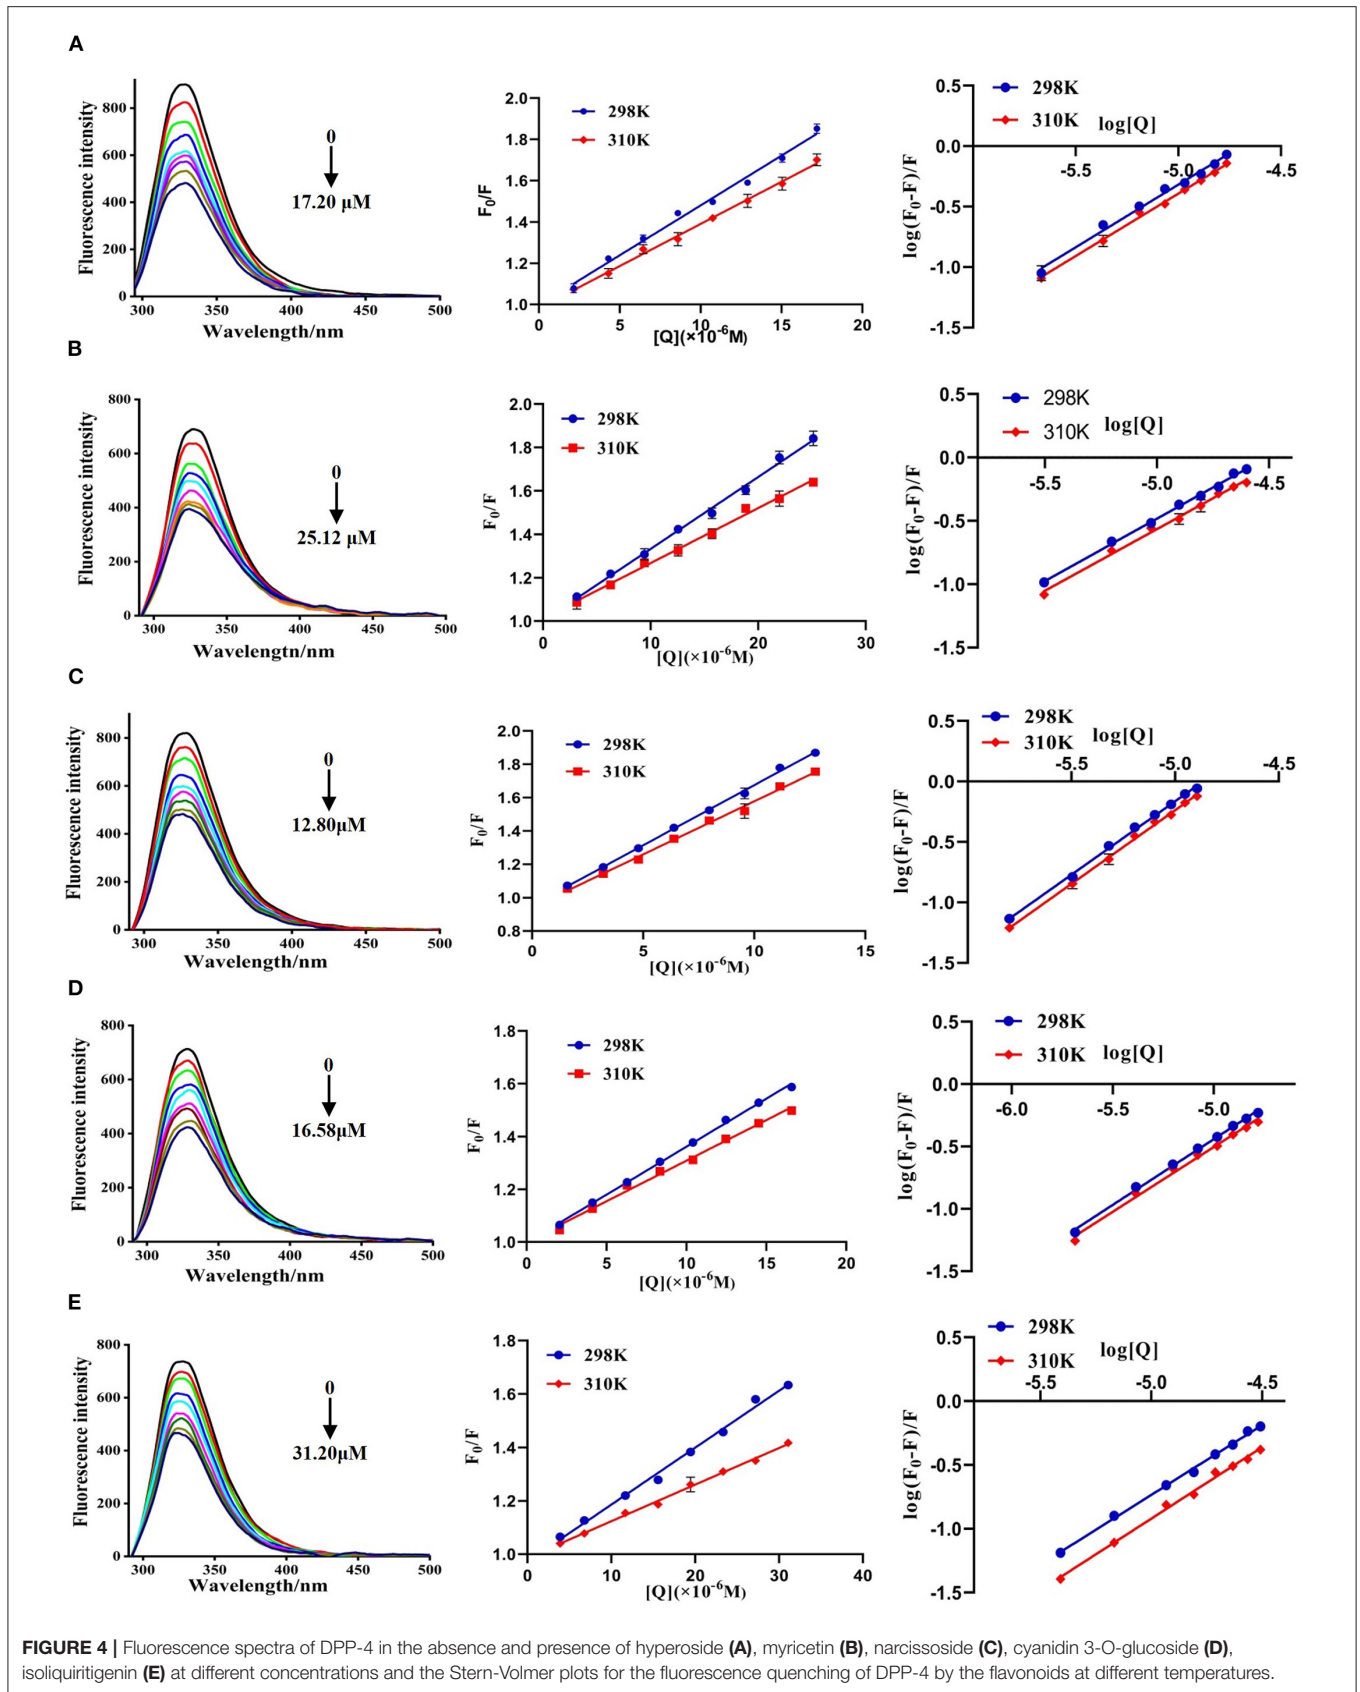 A
Fluorescence intensity
800
600
400
200
0
300
350
400
450
500
Wavelength/nm
0
17.20 μM
F0/F
2.0
1.8
1.6
1.4
1.2
1.0
0
5
10
15
20
[Q](×10-6M)
298K
310K
0.5
0.0
-0.5
-1.0
-1.5
-5.5
-5.0
-4.5
log(F0-F)/F
log[Q]
298K
310K
B
Fluorescence intensity
800
600
400
200
0
300
350
400
450
500
Wavelengtn/nm
0
25.12 μM
F0/F
2.0
1.8
1.6
1.4
1.2
1.0
0
10
20
30
[Q](×10-6M)
298K
310K
0.5
0.0
-0.5
-1.0
-1.5
-5.5
-5.0
-4.5
log(F0-F)/F
log[Q]
298K
310K
C
Fluorescence intensity
800
600
400
200
0
300
350
400
450
500
Wavelength/nm
0
12.80μM
F0/F
2.0
1.8
1.6
1.4
1.2
1.0
0.8
0
5
10
15
[Q](×10-6M)
298K
310K
0.5
0.0
-0.5
-1.0
-1.5
-5.5
-5.0
-4.5
log(F0-F)/F
log[Q]
298K
310K
D
Fluorescence intensity
800
600
400
200
0
300
350
400
450
500
Wavelength/nm
0
16.58μM
F0/F
1.8
1.6
1.4
1.2
1.0
0
5
10
15
20
[Q](×10-6M)
298K
310K
0.5
0.0
-0.5
-1.0
-1.5
-6.0
-5.5
-5.0
log(F0-F)/F
log[Q]
298K
310K
E
Fluorescence intensity
800
600
400
200
0
300
350
400
450
500
Wavelength/nm
0
31.20μM
F0/F
1.8
1.6
1.4
1.2
1.0
0
10
20
30
40
[Q](×10-6M)
298K
310K
0.5
0.0
-0.5
-1.0
-1.5
-5.5
-5.0
-4.5
log(F0-F)/F
log[Q]
298K
310K
FIGURE 4 | Fluorescence spectra of DPP-4 in the absence and presence of hyperoside (A), myricetin (B), narcissoside (C), cyanidin 3-O-glucoside (D),
isoliquiritigenin (E) at different concentrations and the Stern-Volmer plots for the fluorescence quenching of DPP-4 by the flavonoids at different temperatures.